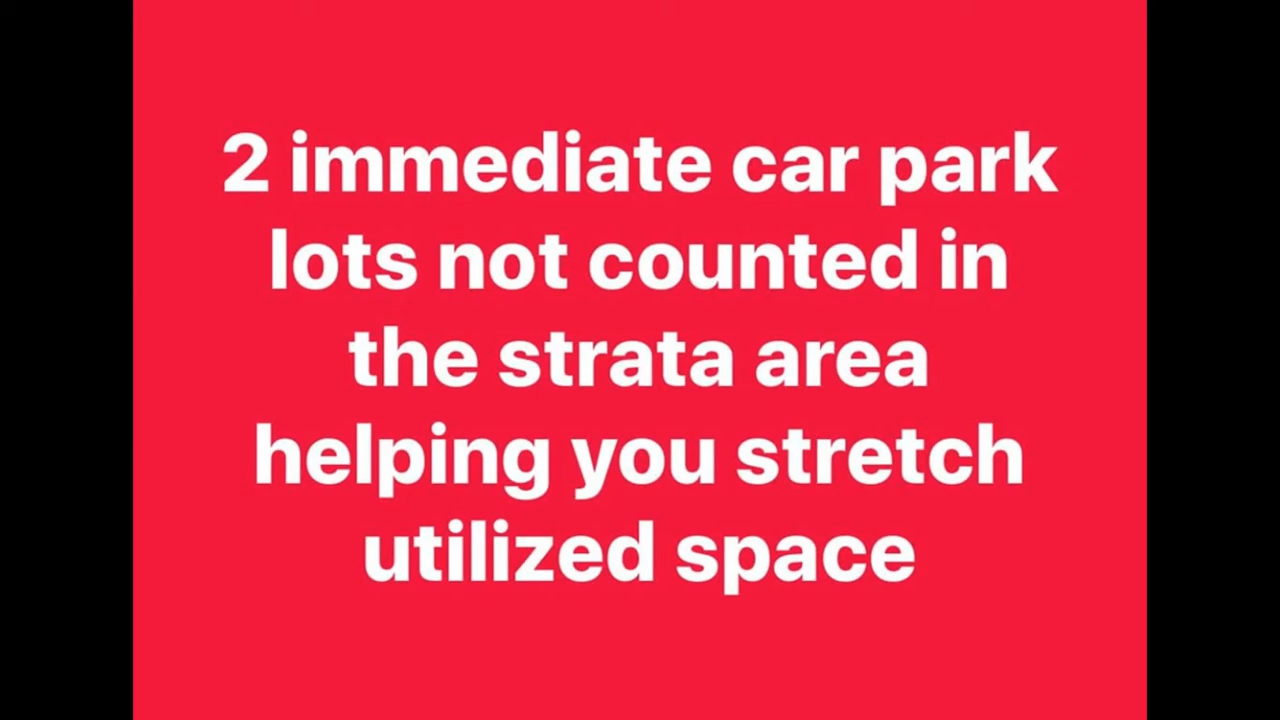 2 immediate car park
lots not counted in
the strata area
helping you stretch
utilized space